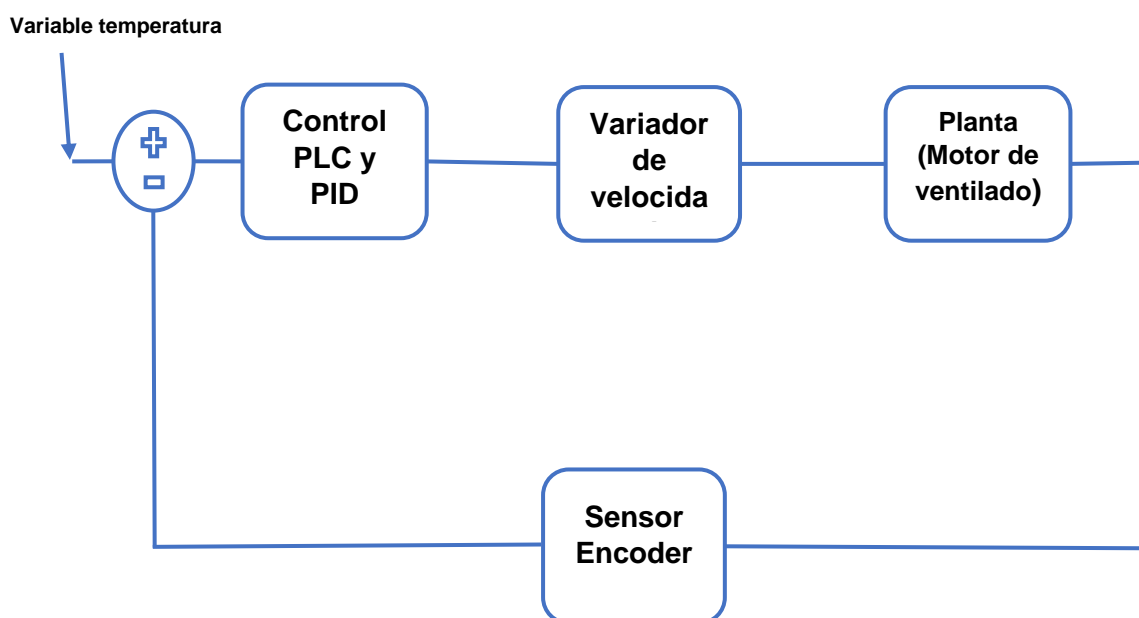 Variable temperatura
Control
PLC y
PID
Variador
de
velocida
Planta
(Motor de
ventilado)
Sensor
Encoder